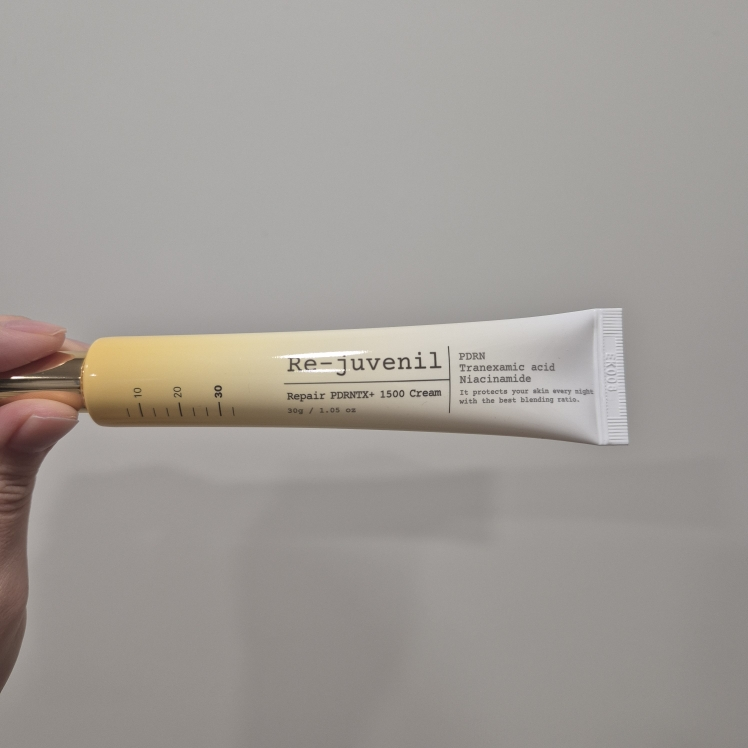 Re-juvenil
Repair PDRNTX+ 1500 Cream
30g / 1.05 oz
PDRN
Tranexamic acid
Niacinamide
It protects your skin every night
with the best blending ratio.
10
20
30